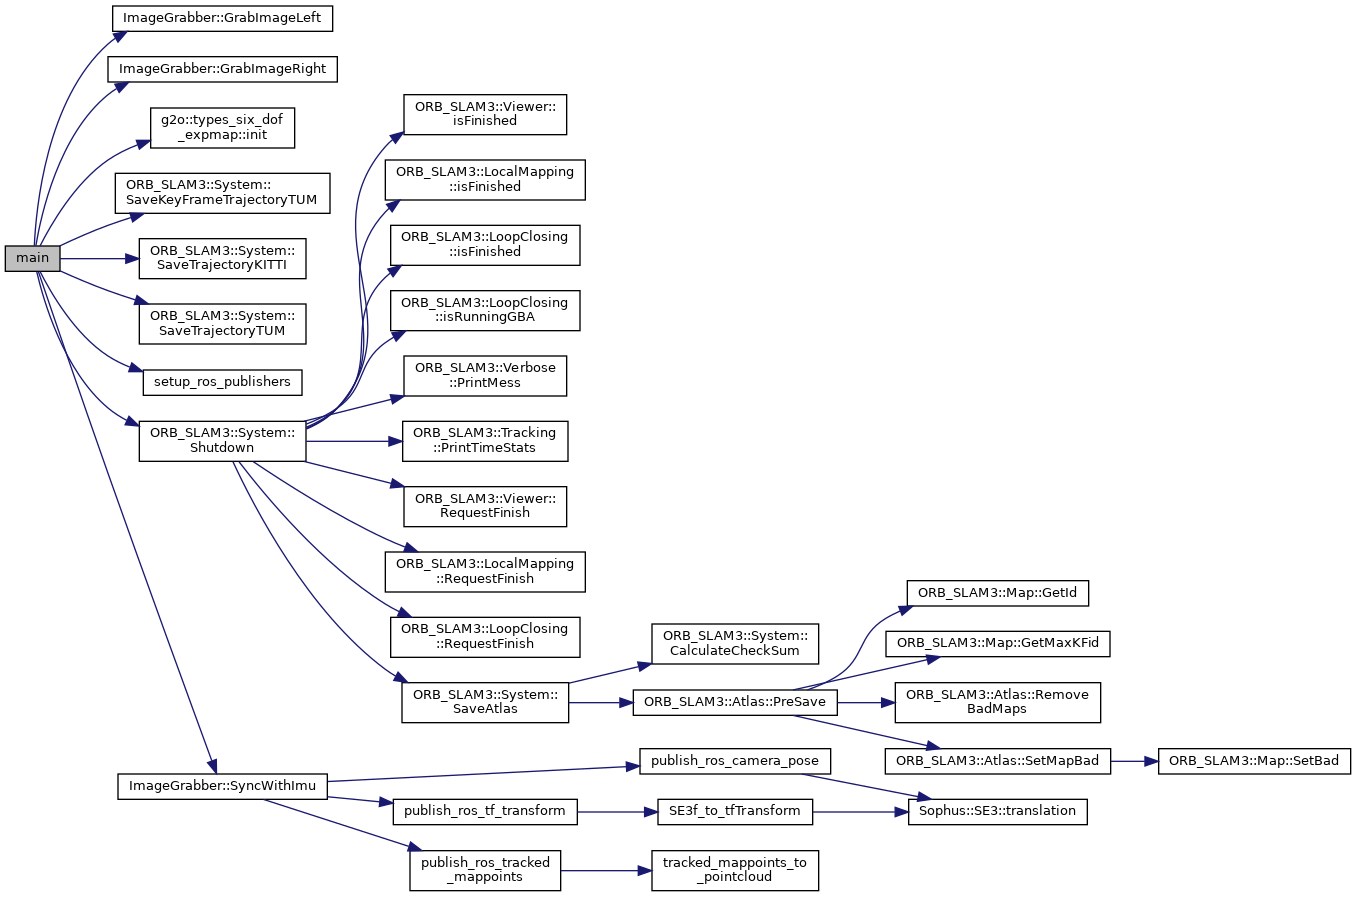 main
ImageGrabber::GrabImageLeft
ImageGrabber::GrabImageRight
g2o::types_six_dof
_expmap::init
ORB_SLAM3::System::
SaveKeyFrameTrajectoryTUM
ORB_SLAM3::System::
SaveTrajectoryKITTI
ORB_SLAM3::System::
SaveTrajectoryTUM
setup_ros_publishers
ORB_SLAM3::System::
Shutdown
ImageGrabber::SyncWithImu
ORB_SLAM3::Viewer::
isFinished
ORB_SLAM3::LocalMapping
::isFinished
ORB_SLAM3::LoopClosing
::isFinished
ORB_SLAM3::LoopClosing
::isRunningGBA
ORB_SLAM3::Verbose
::PrintMess
ORB_SLAM3::Tracking
::PrintTimeStats
ORB_SLAM3::Viewer::
RequestFinish
ORB_SLAM3::LocalMapping
::RequestFinish
ORB_SLAM3::LoopClosing
::RequestFinish
ORB_SLAM3::System::
SaveAtlas
ORB_SLAM3::System::
CalculateCheckSum
ORB_SLAM3::Atlas::PreSave
ORB_SLAM3::Map::GetId
ORB_SLAM3::Map::GetMaxKFid
ORB_SLAM3::Atlas::Remove
BadMaps
ORB_SLAM3::Atlas::SetMapBad
ORB_SLAM3::Map::SetBad
publish_ros_camera_pose
publish_ros_tf_transform
SE3f_to_tfTransform
Sophus::SE3::translation
publish_ros_tracked
_mappoints
tracked_mappoints_to
_pointcloud